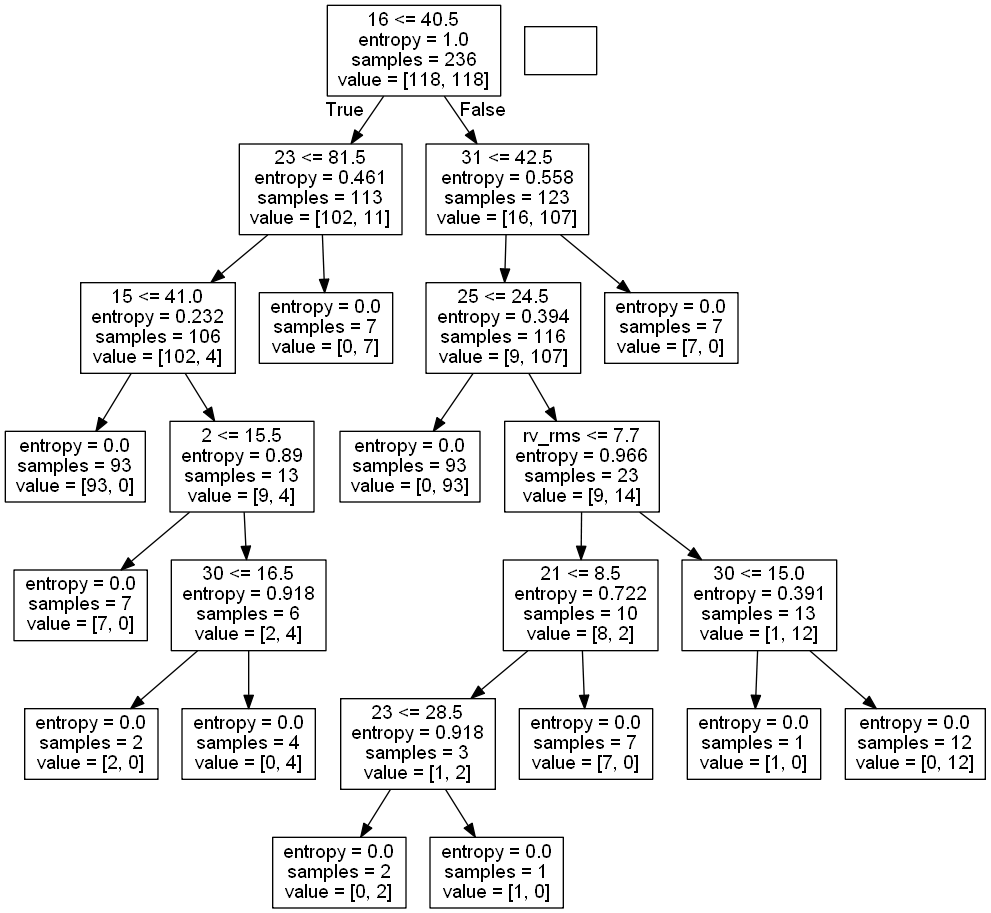 16 <= 40.5
entropy = 1.0
samples = 236
value = [118, 118]
True
False
23 <= 81.5
entropy = 0.461
samples = 113
value = [102, 11]
31 <= 42.5
entropy = 0.558
samples = 123
value = [16, 107]
15 <= 41.0
entropy = 0.232
samples = 106
value = [102, 4]
entropy = 0.0
samples = 7
value = [0, 7]
25 <= 24.5
entropy = 0.394
samples = 116
value = [9, 107]
entropy = 0.0
samples = 7
value = [7, 0]
entropy = 0.0
samples = 93
value = [93, 0]
2 <= 15.5
entropy = 0.89
samples = 13
value = [9, 4]
entropy = 0.0
samples = 93
value = [0, 93]
rv_rms <= 7.7
entropy = 0.966
samples = 23
value = [9, 14]
entropy = 0.0
samples = 7
value = [7, 0]
30 <= 16.5
entropy = 0.918
samples = 6
value = [2, 4]
21 <= 8.5
entropy = 0.722
samples = 10
value = [8, 2]
30 <= 15.0
entropy = 0.391
samples = 13
value = [1, 12]
entropy = 0.0
samples = 2
value = [2, 0]
entropy = 0.0
samples = 4
value = [0, 4]
23 <= 28.5
entropy = 0.918
samples = 3
value = [1, 2]
entropy = 0.0
samples = 7
value = [7, 0]
entropy = 0.0
samples = 1
value = [1, 0]
entropy = 0.0
samples = 12
value = [0, 12]
entropy = 0.0
samples = 2
value = [0, 2]
entropy = 0.0
samples = 1
value = [1, 0]